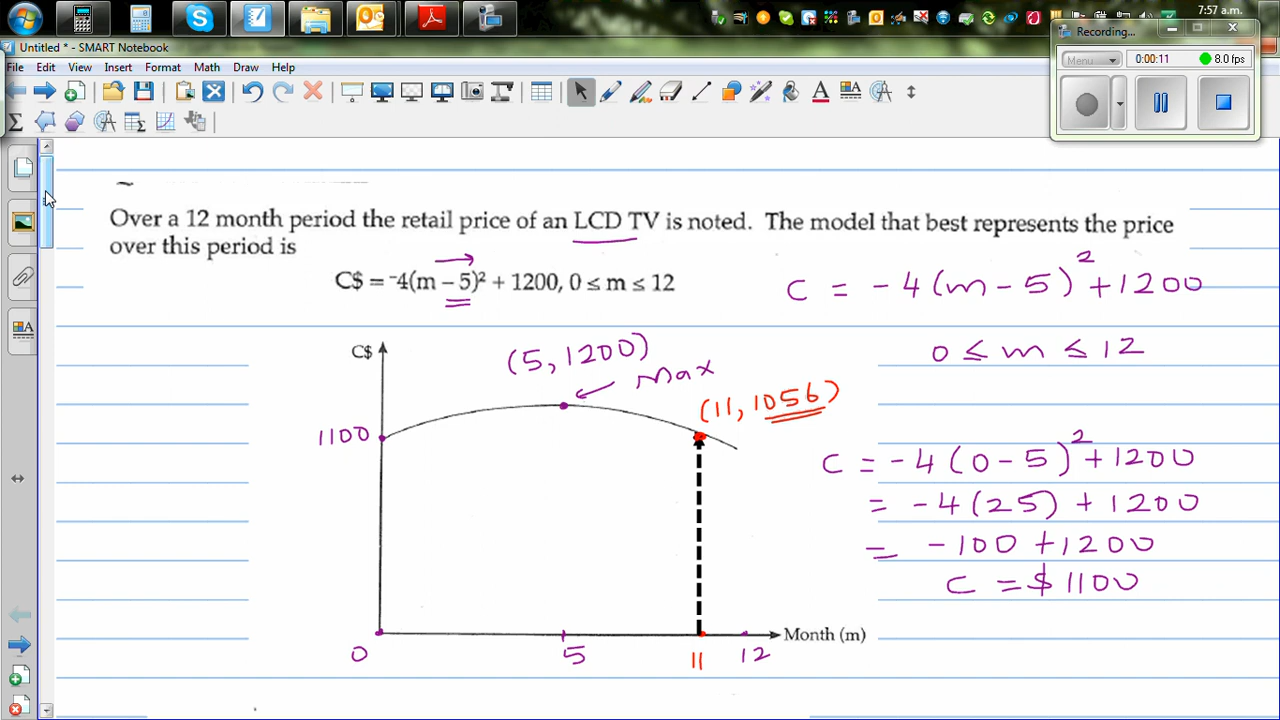 7:57 a.m.
Untitled * - SMART Notebook
Recording...
File Edit View Insert Format Math Draw Help
Menu 0:00:11 8.0 fps
Over a 12 month period the retail price of an LCD TV is noted. The model that best represents the price
over this period is
C$ = ⁻4(m − 5)² + 1200, 0 ≤ m ≤ 12
C = -4(m-5)² + 1200
0 ≤ m ≤ 12
C$
(5, 1200)
Max
(11, 1056)
1100
C = -4(0-5)² + 1200
= -4(25) + 1200
= -100 + 1200
C = $1100
Month (m)
0 5 11 12